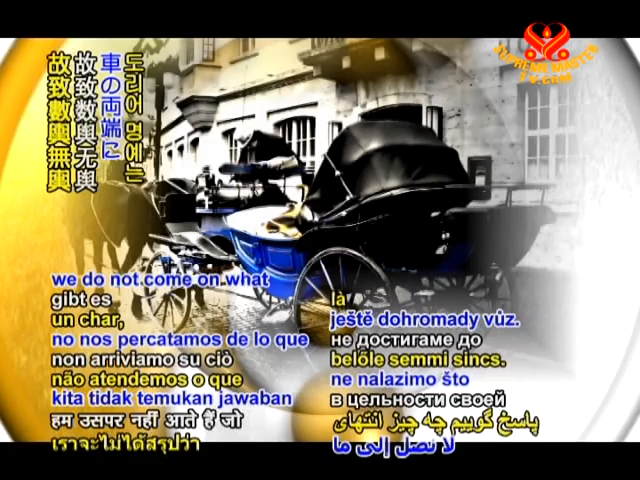 故致數輿無輿
故致数舆无舆
車の両端に
도리어 명에는
SUPREME MASTER
TV.COM
we do not come on what
gibt es
un char,
no nos percatamos de lo que
non arriviamo su ciò
não atendemos o que
kita tidak temukan jawaban
हम उसपर नहीं आते हैं जो
เราจะไม่ได้สรุปว่า
là
ještě dohromady vůz.
не достигаме до
belőle semmi sincs.
ne nalazimo što
в цельности своей
پاسخ گوییم چه چیز انتهای
لا نصل إلى ما